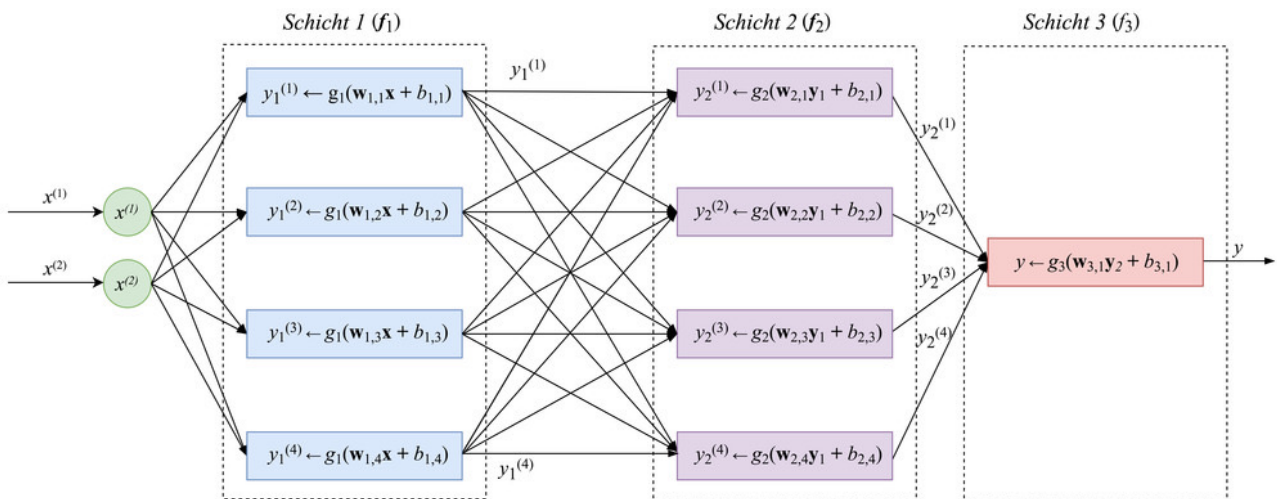 Schicht 1 (f₁)
Schicht 2 (f₂)
Schicht 3 (f₃)
y₁⁽¹⁾
y₁⁽¹⁾ ← g₁(w₁,₁x + b₁,₁)
y₂⁽¹⁾ ← g₂(w₂,₁y₁ + b₂,₁)
y₂⁽¹⁾
x⁽¹⁾
x⁽¹⁾
y₁⁽²⁾ ← g₁(w₁,₂x + b₁,₂)
y₂⁽²⁾ ← g₂(w₂,₂y₁ + b₂,₂)
y₂⁽²⁾
x⁽²⁾
x⁽²⁾
y ← g₃(w₃,₁y₂ + b₃,₁)
y
y₂⁽³⁾
y₁⁽³⁾ ← g₁(w₁,₃x + b₁,₃)
y₂⁽³⁾ ← g₂(w₂,₃y₁ + b₂,₃)
y₂⁽⁴⁾
y₁⁽⁴⁾ ← g₁(w₁,₄x + b₁,₄)
y₁⁽⁴⁾
y₂⁽⁴⁾ ← g₂(w₂,₄y₁ + b₂,₄)